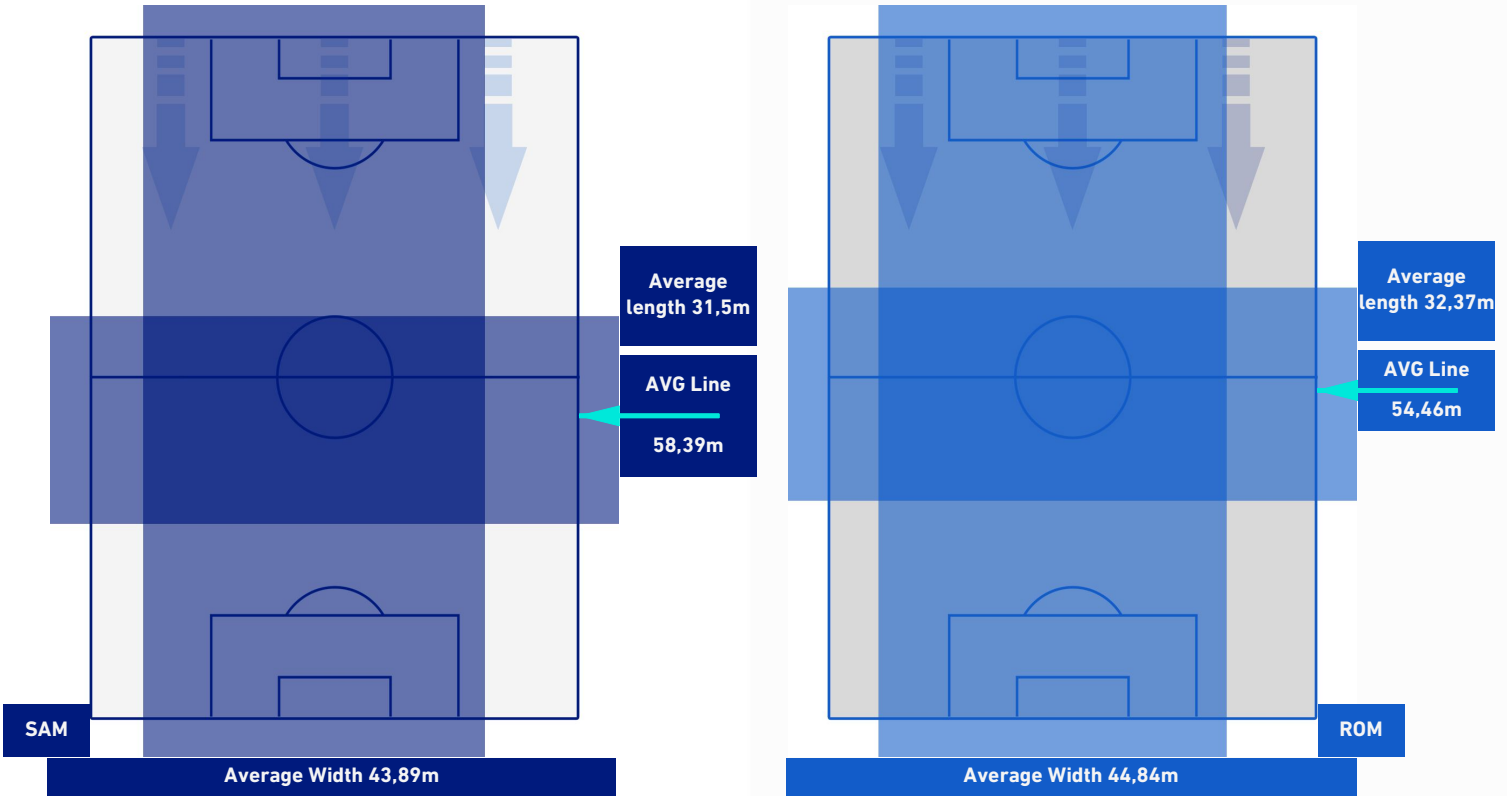 Average
length 31,5m
AVG Line
58,39m
SAM
Average Width 43,89m
Average
length 32,37m
AVG Line
54,46m
ROM
Average Width 44,84m